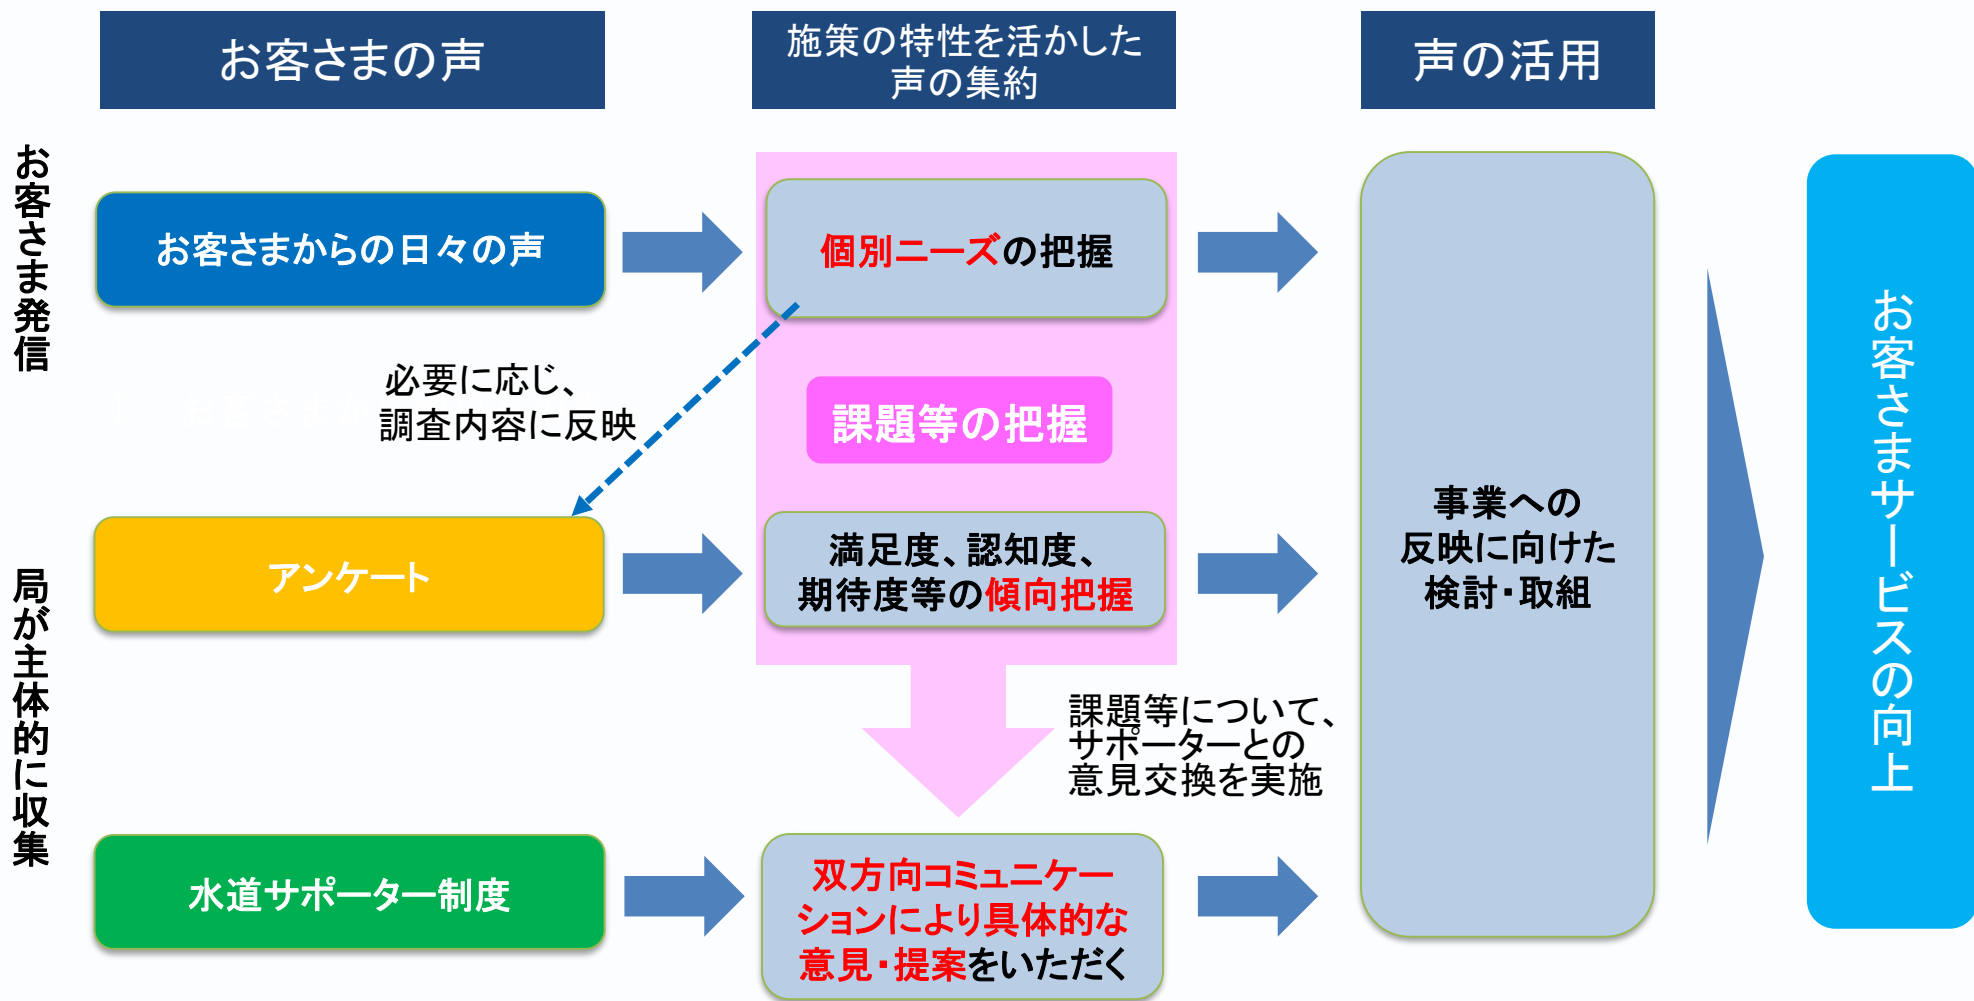 お客さまの声
施策の特性を活かした
声の集約
声の活用
お客さま発信
お客さまからの日々の声
個別ニーズの把握
必要に応じ、
調査内容に反映
お客さまか
課題等の把握
局が主体的に収集
アンケート
満足度、認知度、
期待度等の傾向把握
事業への
反映に向けた
検討・取組
課題等について、
サポーターとの
意見交換を実施
水道サポーター制度
双方向コミュニケー
ションにより具体的な
意見・提案をいただく
お客さまサービスの向上